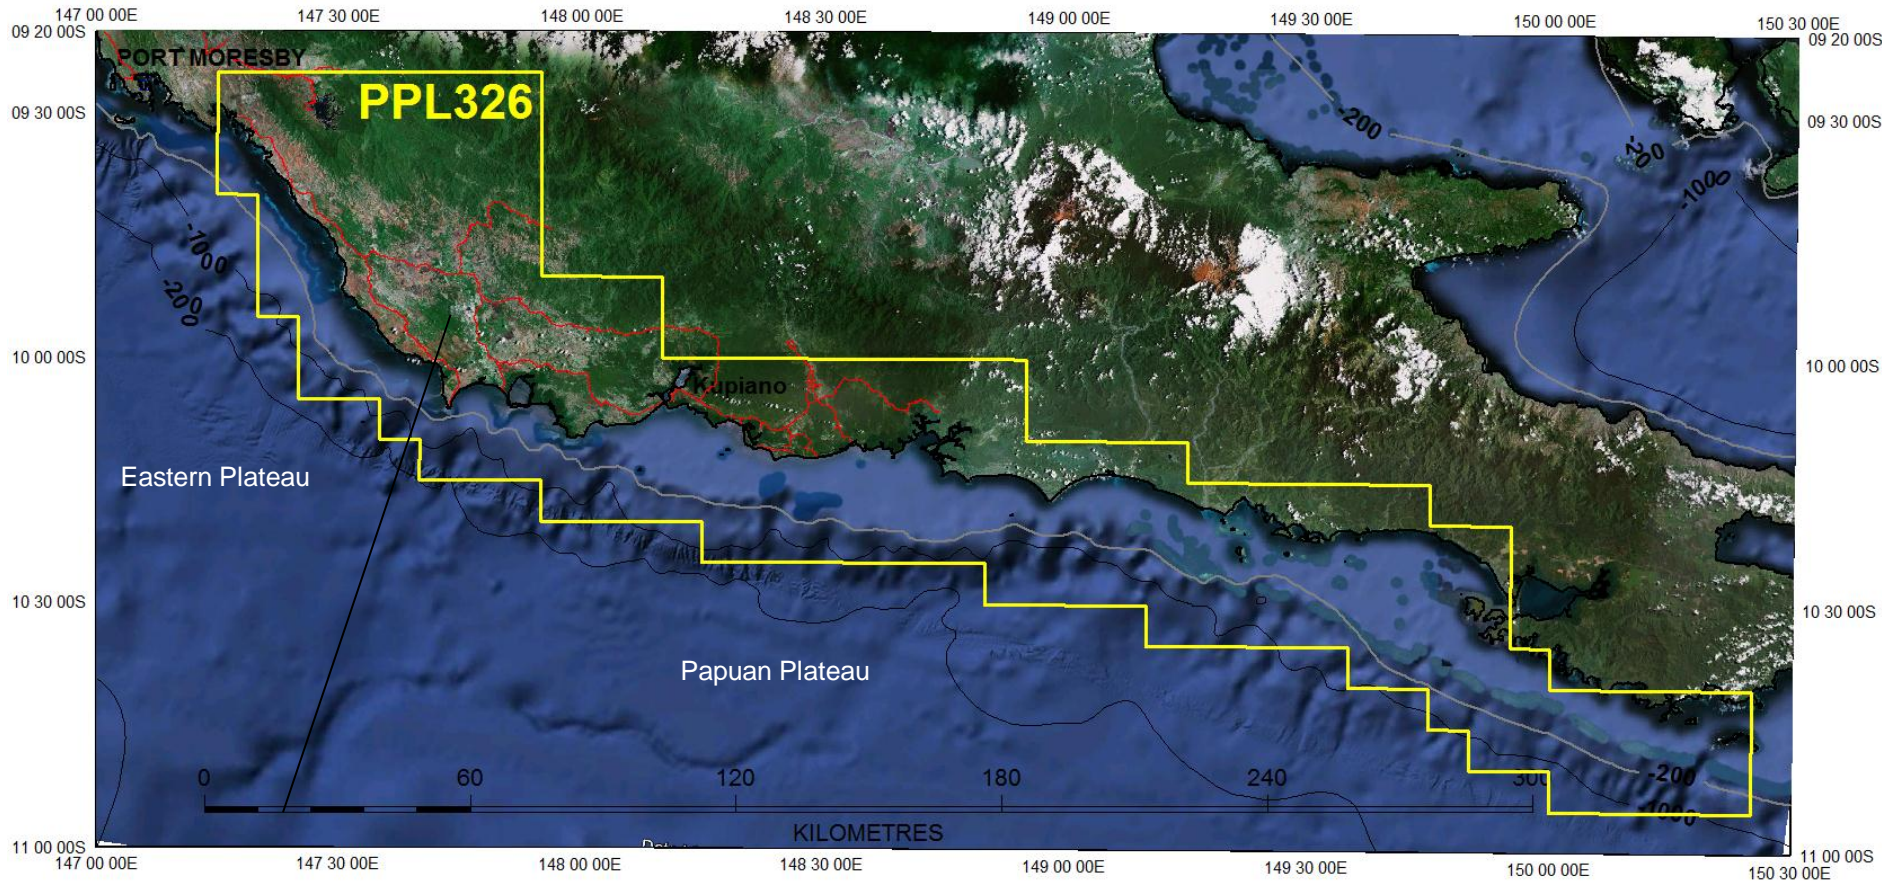 147 00 00E 147 30 00E 148 00 00E 148 30 00E 149 00 00E 149 30 00E 150 00 00E 150 30 00E
09 20 00S
09 20 00S
PORT MORESBY
PPL326
09 30 00S
09 30 00S
-200
-200
-1000
-1000
-2000
10 00 00S
10 00 00S
Kupiano
Eastern Plateau
10 30 00S
10 30 00S
Papuan Plateau
0 60 120 180 240 300
-200
-1000
KILOMETRES
11 00 00S
11 00 00S
147 00 00E 147 30 00E 148 00 00E 148 30 00E 149 00 00E 149 30 00E 150 00 00E 150 30 00E